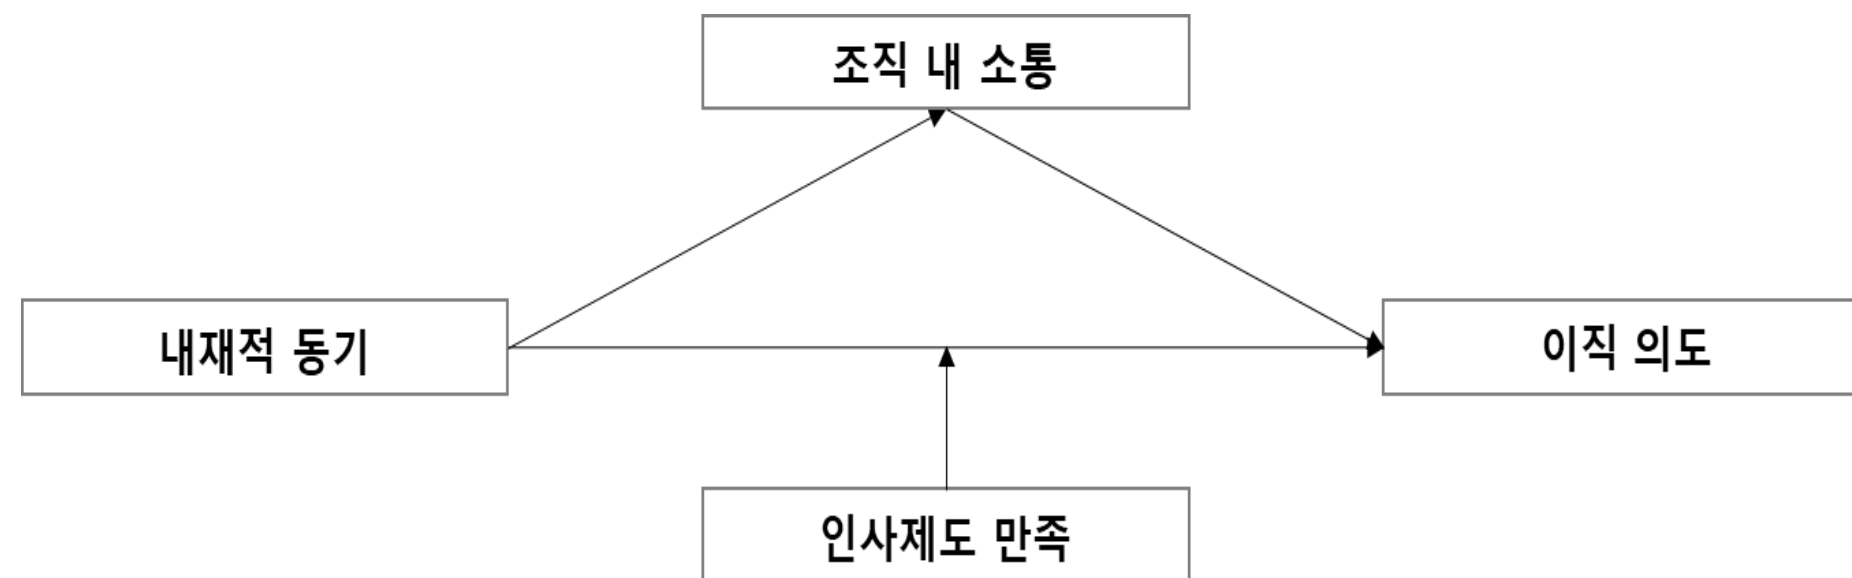 조직 내 소통
내재적 동기
이직 의도
인사제도 만족